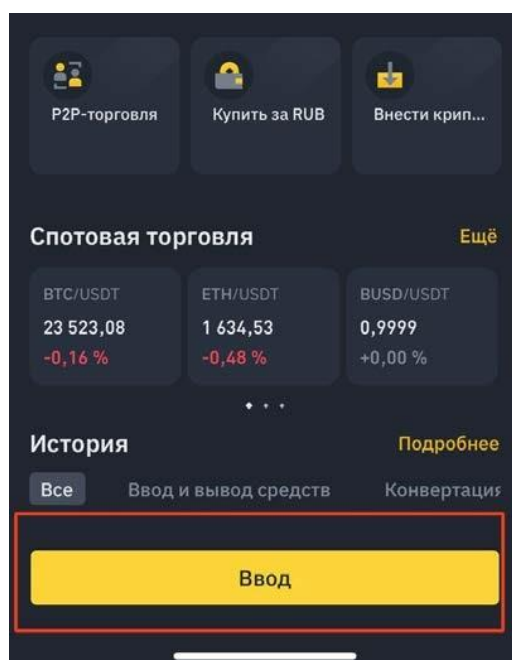 P2P-торговля
Купить за RUB
Внести крип...
Спотовая торговля
Ещё
BTC/USDT
ETH/USDT
BUSD/USDT
23 523,08
1 634,53
0,9999
-0,16 %
-0,48 %
+0,00 %
История
Подробнее
Все
Ввод и вывод средств
Конвертация
Ввод